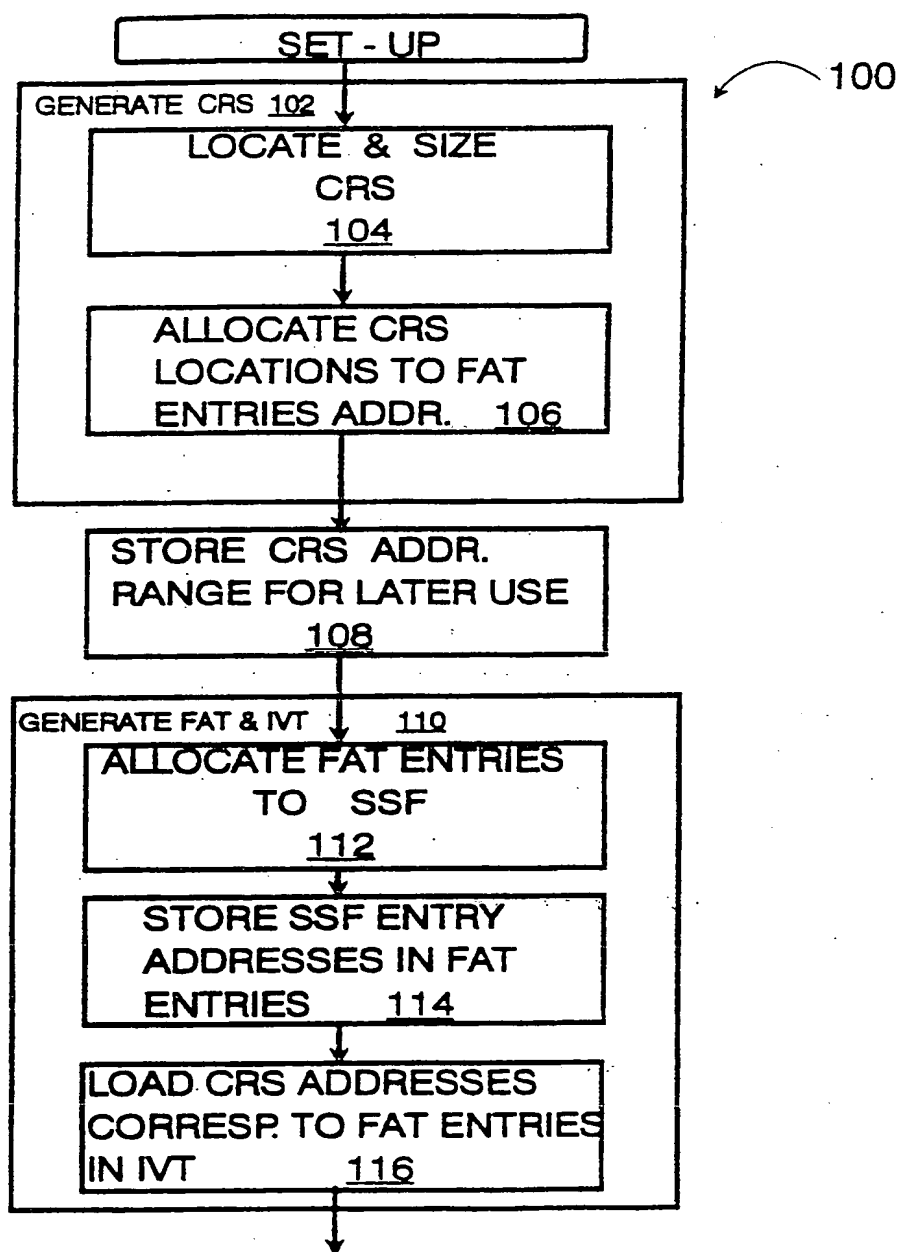 SET - UP
100
GENERATE CRS 102
LOCATE & SIZE
CRS
104
ALLOCATE CRS
LOCATIONS TO FAT
ENTRIES ADDR. 106
STORE CRS ADDR.
RANGE FOR LATER USE
108
GENERATE FAT & IVT 110
ALLOCATE FAT ENTRIES
TO SSF
112
STORE SSF ENTRY
ADDRESSES IN FAT
ENTRIES 114
LOAD CRS ADDRESSES
CORRESP. TO FAT ENTRIES
IN IVT 116